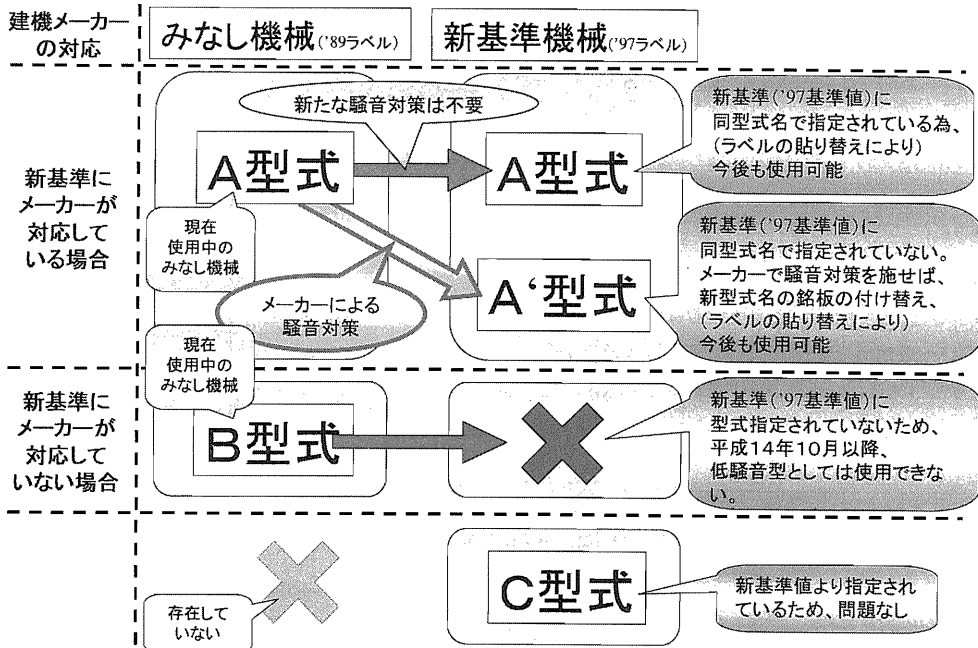 建機メーカー
の対応
みなし機械('89ラベル)
新基準機械('97ラベル)
新基準に
メーカーが
対応して
いる場合
新たな騒音対策は不要
A型式
A型式
新基準('97基準値)に
同型式名で指定されている為、
(ラベルの貼り替えにより)
今後も使用可能
現在
使用中の
みなし機械
メーカーによる
騒音対策
A‘型式
新基準('97基準値)に
同型式名で指定されていない。
メーカーで騒音対策を施せば、
新型式名の銘板の付け替え、
(ラベルの貼り替えにより)
今後も使用可能
新基準に
メーカーが
対応して
いない場合
現在
使用中の
みなし機械
B型式
新基準('97基準値)に
型式指定されていないため、
平成14年10月以降、
低騒音型としては使用できな
い。
存在して
いない
C型式
新基準値より指定され
ているため、問題なし